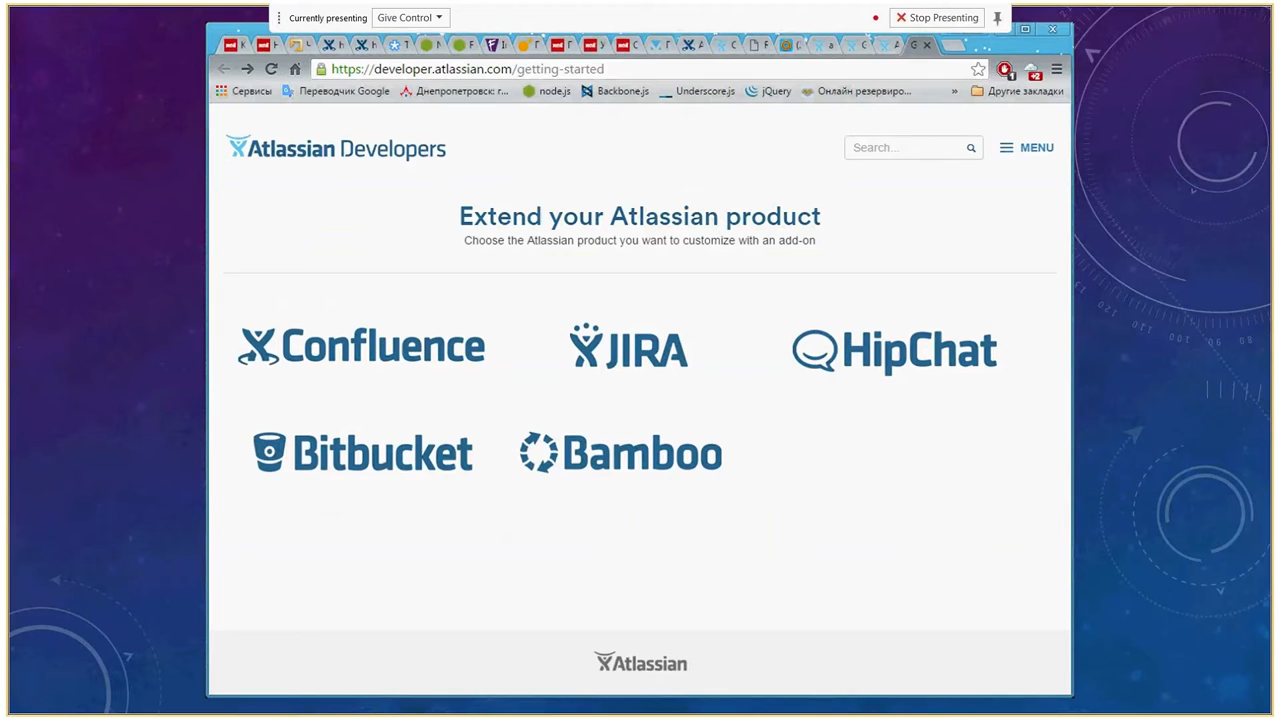 Currently presenting Give Control Stop Presenting
https://developer.atlassian.com/getting-started
Сервисы Переводчик Google Днепропетровск: г... node.js Backbone.js Underscore.js jQuery Онлайн резервиро... » Другие закладки
Atlassian Developers Search... MENU
Extend your Atlassian product
Choose the Atlassian product you want to customize with an add-on
Confluence JIRA HipChat
Bitbucket Bamboo
Atlassian